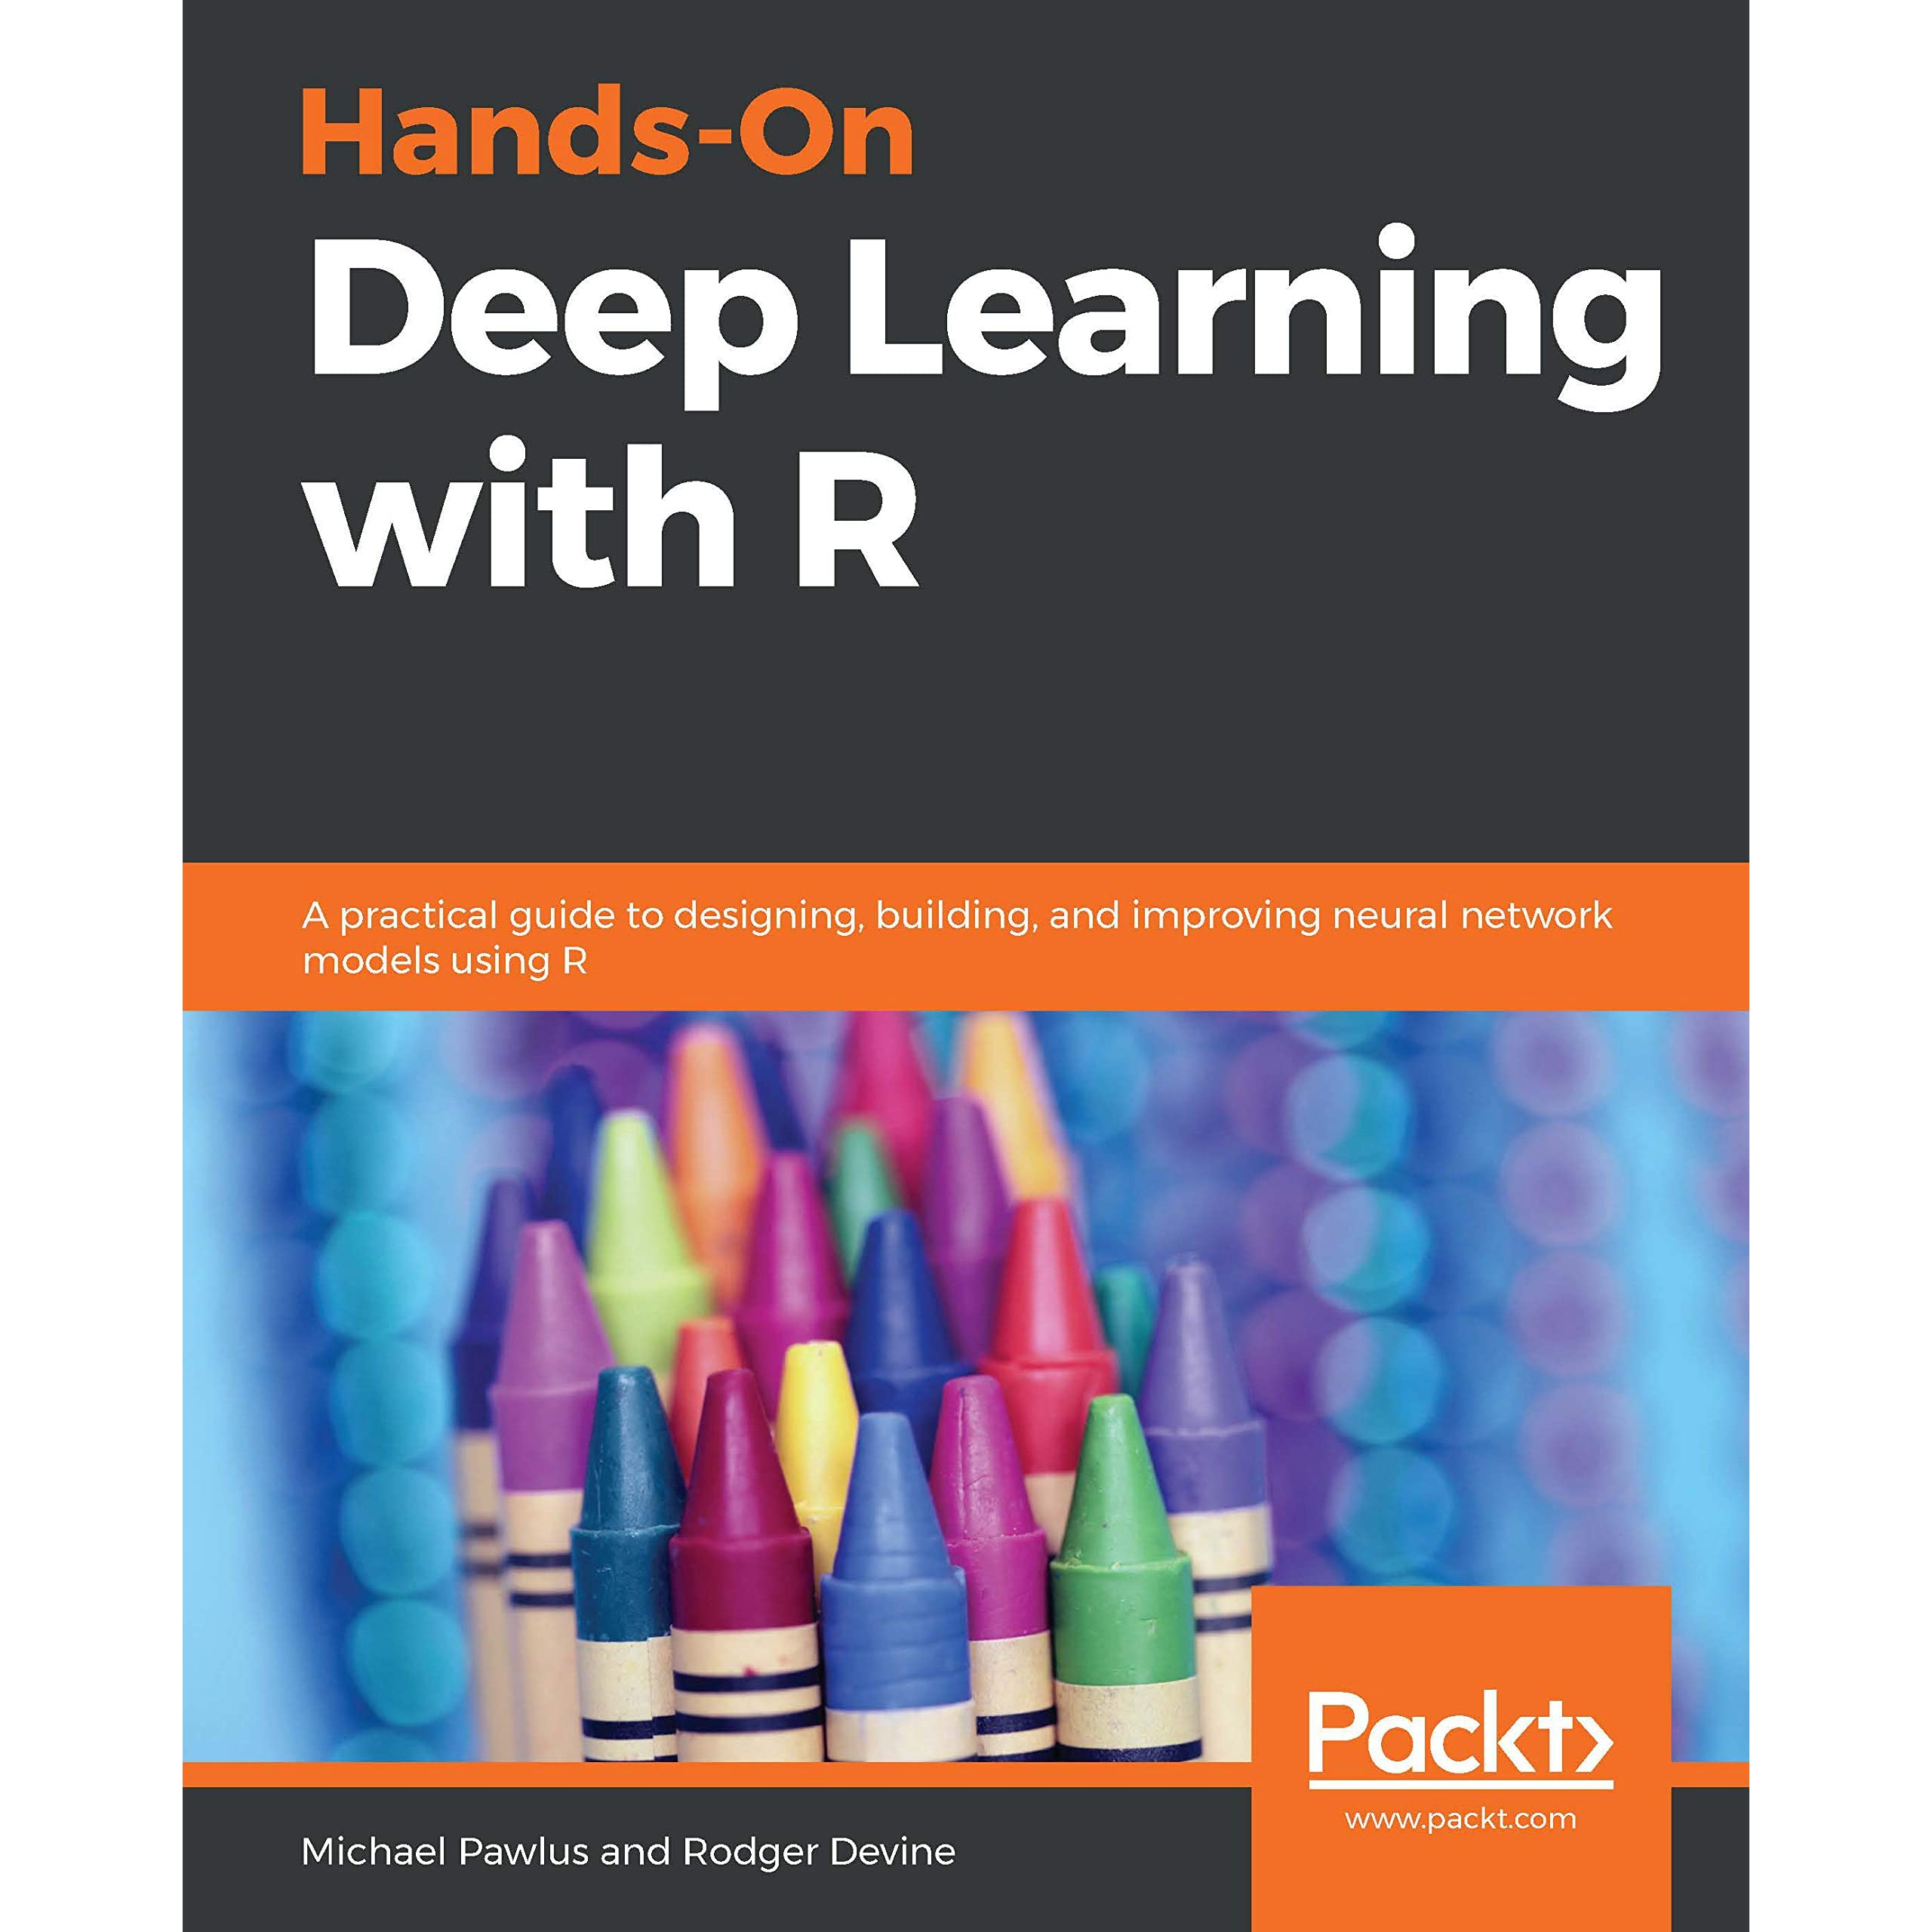 Hands-On
Deep Learning
with R
A practical guide to designing, building, and improving neural network
models using R
Packt>
www.packt.com
Michael Pawlus and Rodger Devine